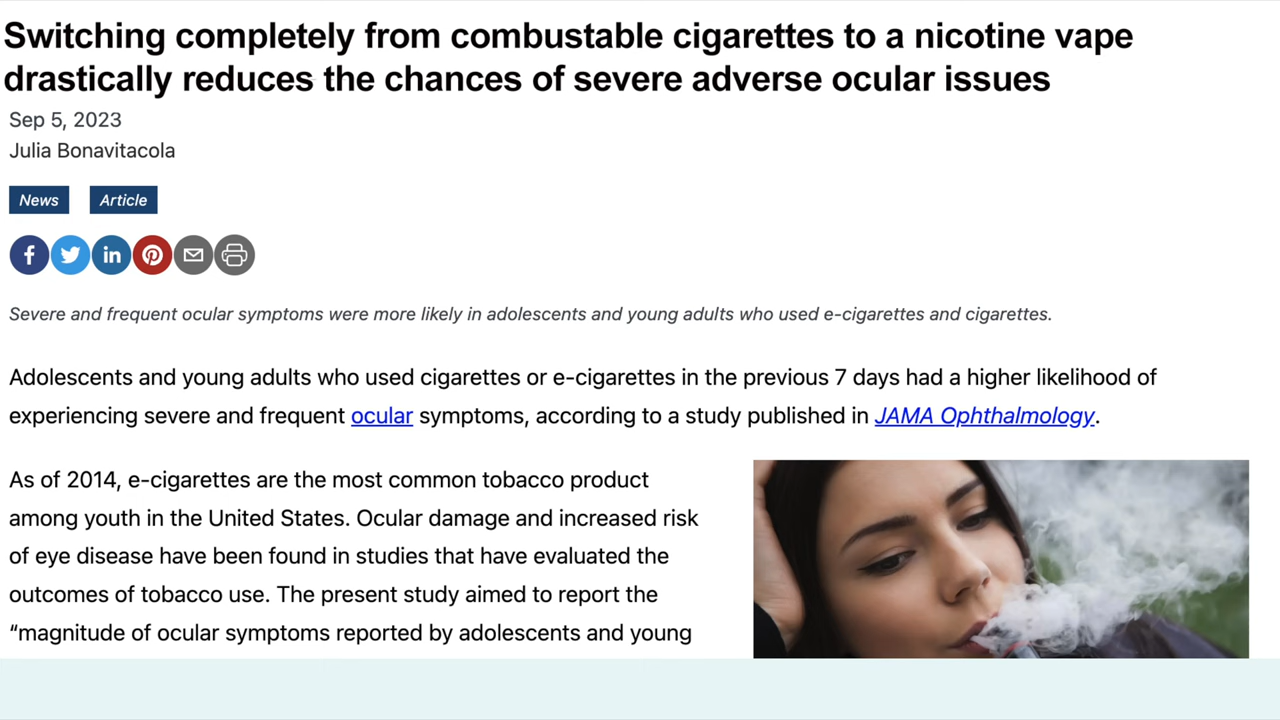 Switching completely from combustable cigarettes to a nicotine vape
drastically reduces the chances of severe adverse ocular issues
Sep 5, 2023
Julia Bonavitacola
News Article
f in
Severe and frequent ocular symptoms were more likely in adolescents and young adults who used e-cigarettes and cigarettes.
Adolescents and young adults who used cigarettes or e-cigarettes in the previous 7 days had a higher likelihood of
experiencing severe and frequent ocular symptoms, according to a study published in JAMA Ophthalmology.
As of 2014, e-cigarettes are the most common tobacco product
among youth in the United States. Ocular damage and increased risk
of eye disease have been found in studies that have evaluated the
outcomes of tobacco use. The present study aimed to report the
“magnitude of ocular symptoms reported by adolescents and young